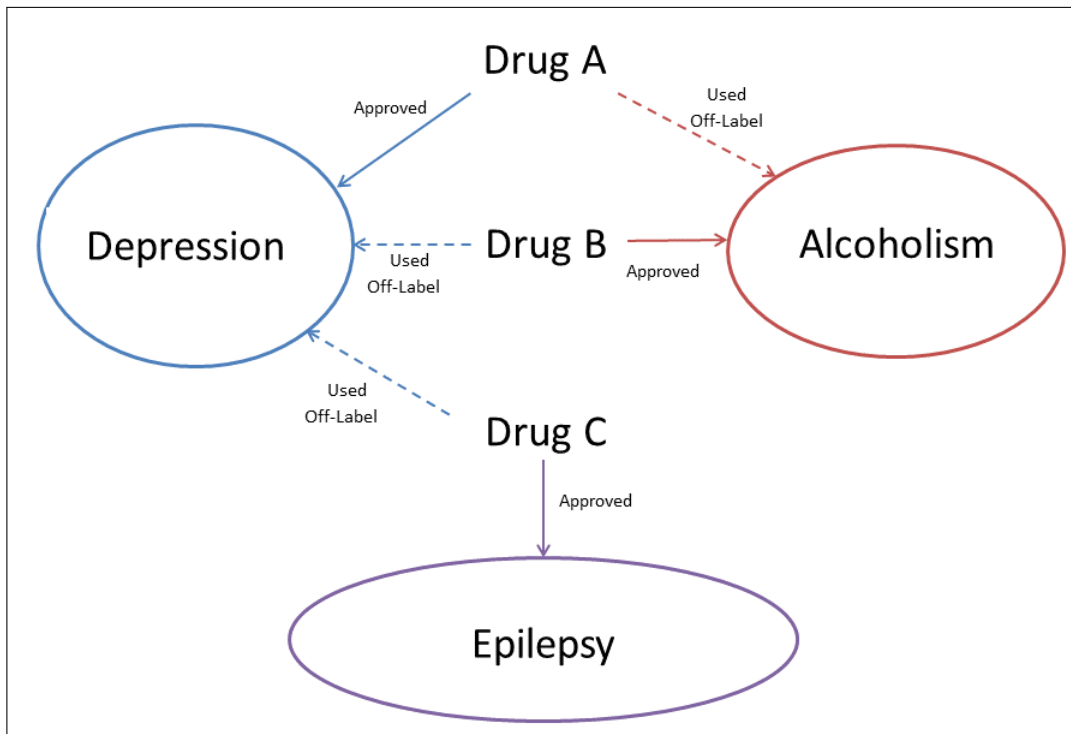 Drug A
Approved
Used
Off-Label
Depression
Used
Off-Label
Drug B
Approved
Alcoholism
Used
Off-Label
Drug C
Approved
Epilepsy